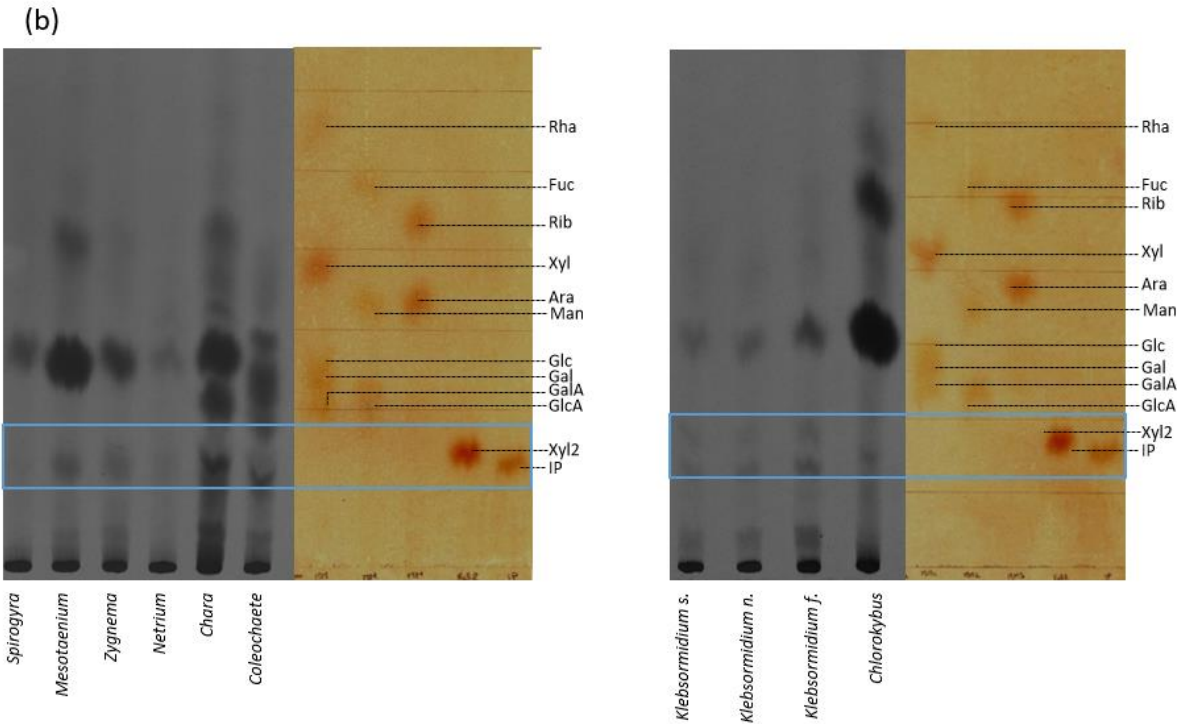 (b)
Rha
Fuc
Rib
Xyl
Ara
Man
Glc
Gal
GalA
GlcA
Xyl2
IP
Spirogyra
Mesotaenium
Zygnema
Netrium
Chara
Coleochaete
Rha
Fuc
Rib
Xyl
Ara
Man
Glc
Gal
GalA
GlcA
Xyl2
IP
Klebsormidium s.
Klebsormidium n.
Klebsormidium f.
Chlorokybus